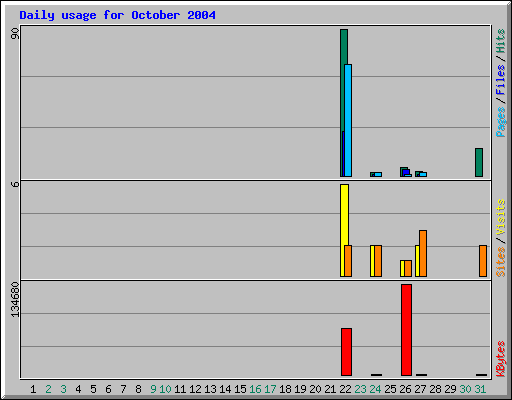 Daily usage for October 2004
90
6
134680
Pages/Files/Hits
Sites/Visits
KBytes
1 2 3 4 5 6 7 8 9 10 11 12 13 14 15 16 17 18 19 20 21 22 23 24 25 26 27 28 29 30 31